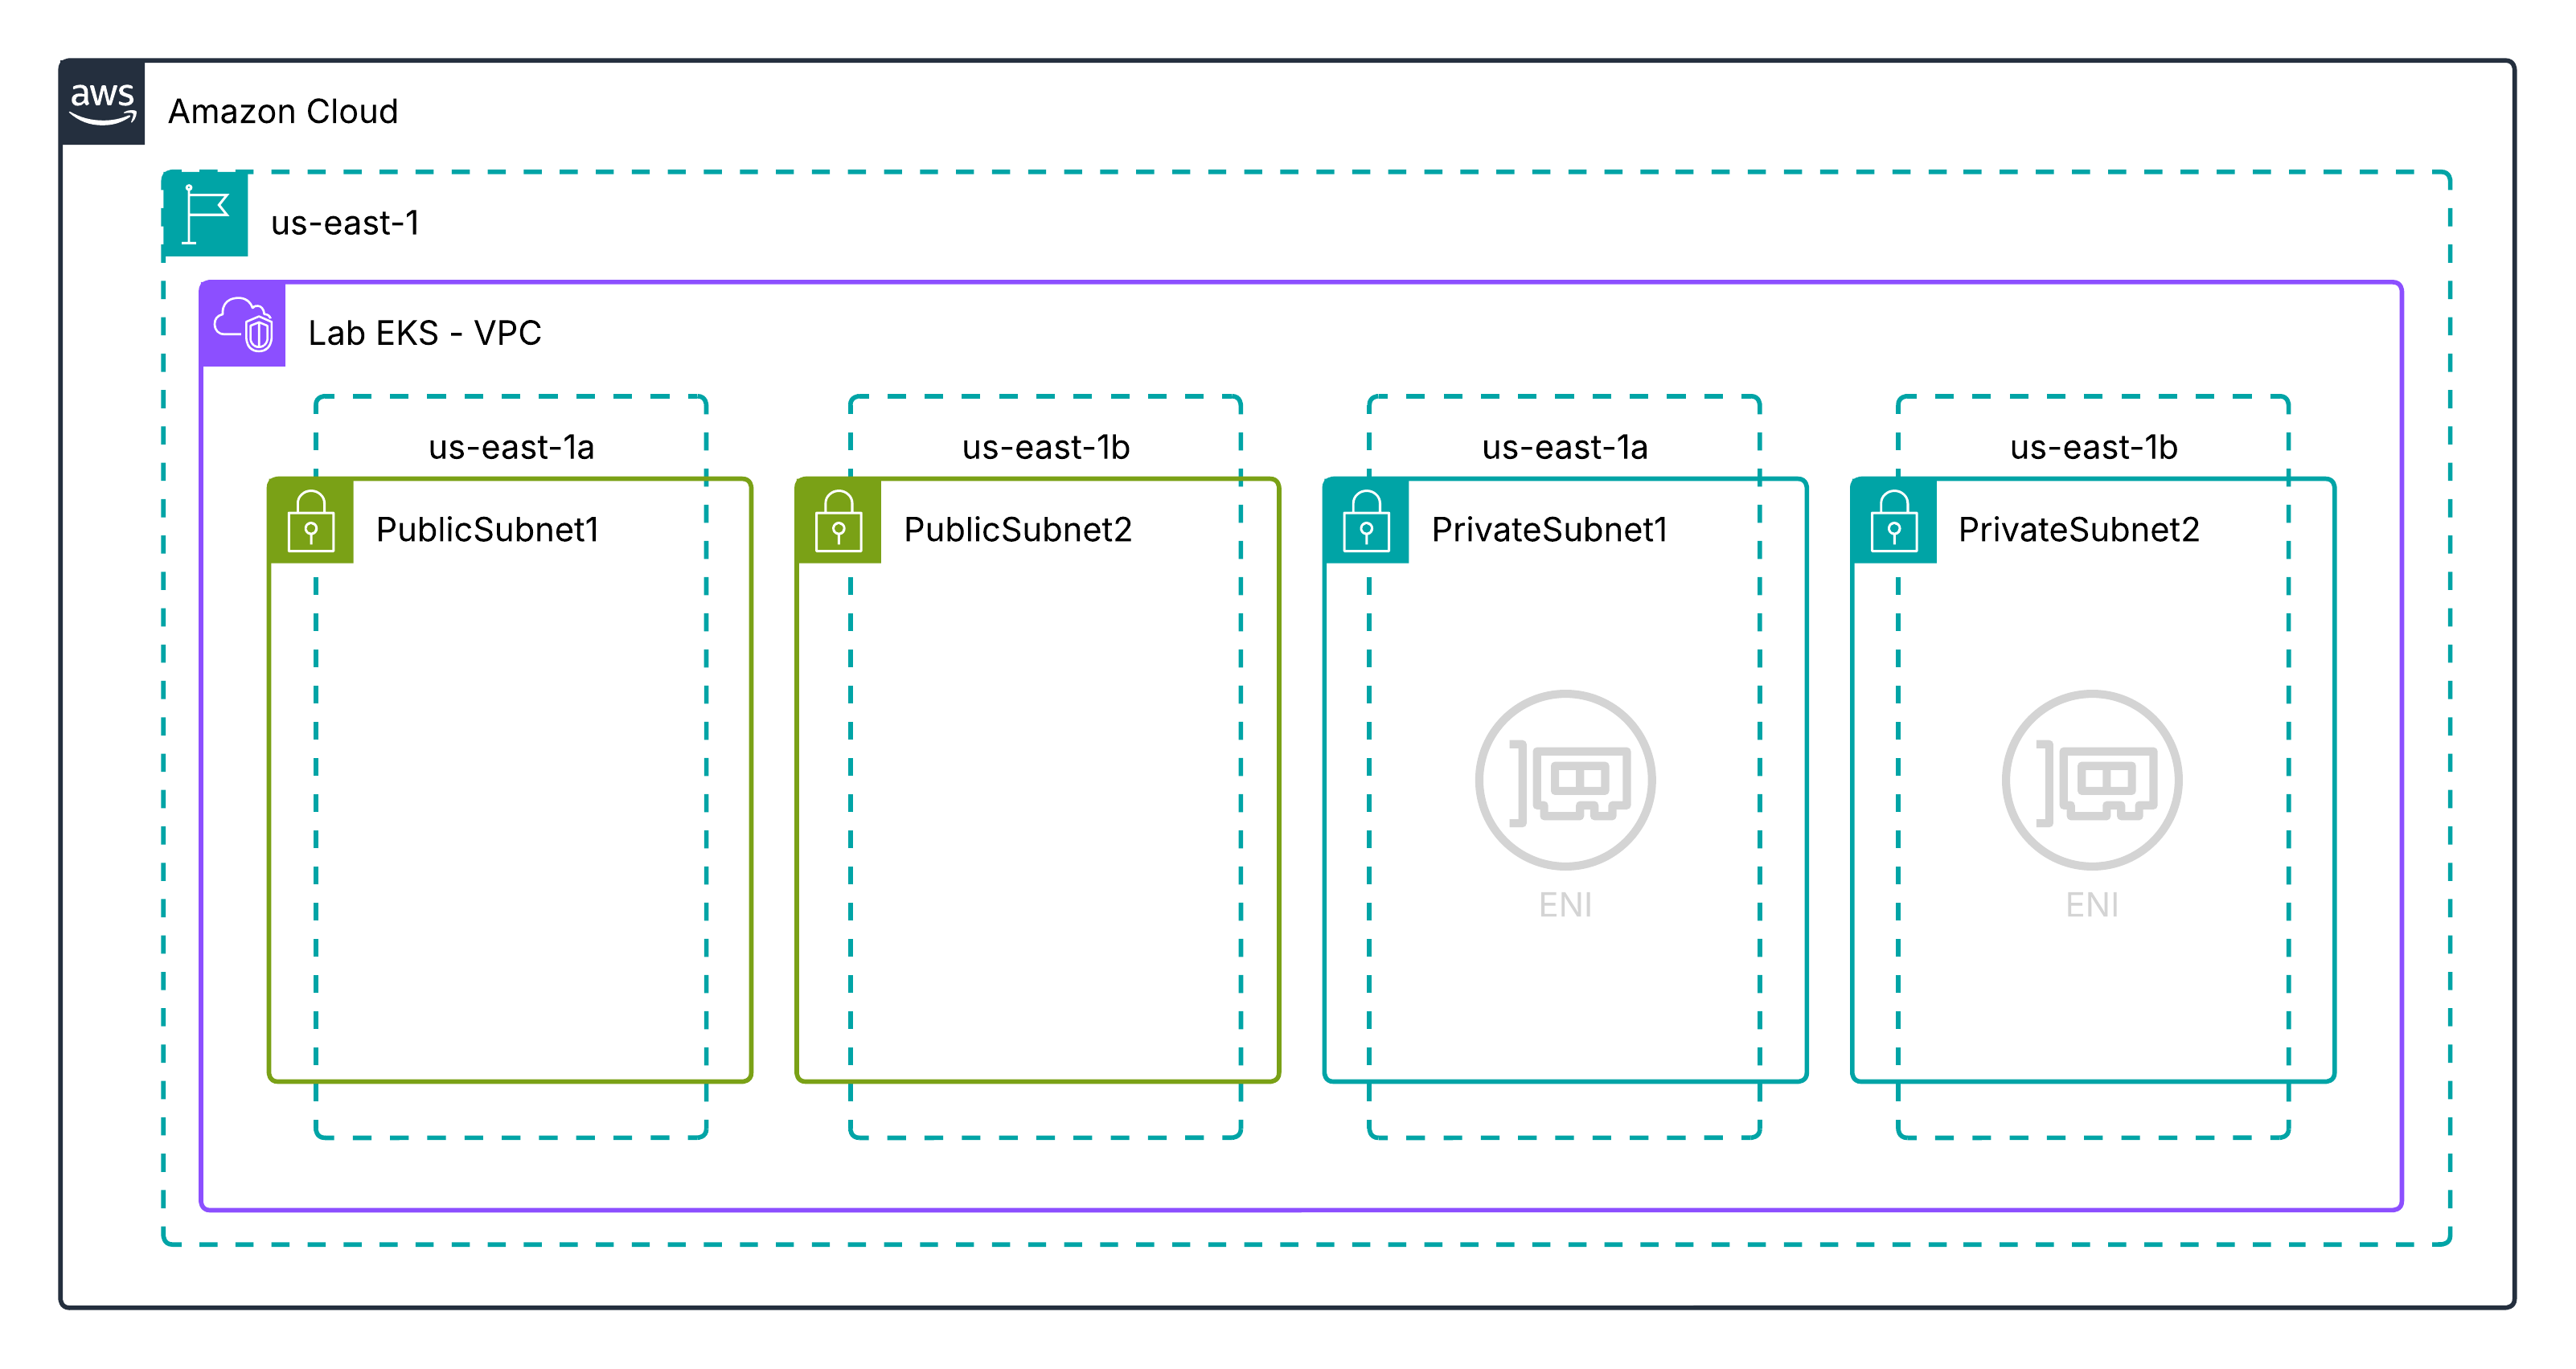 aws
Amazon Cloud
us-east-1
Lab EKS - VPC
us-east-1a
us-east-1b
us-east-1a
us-east-1b
PublicSubnet1
PublicSubnet2
PrivateSubnet1
PrivateSubnet2
ENI
ENI